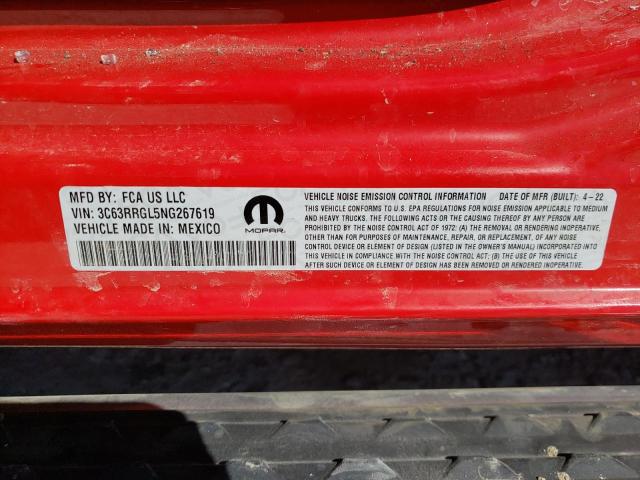 MFD BY: FCA US LLC
VIN: 3C63RRGL5NG267619
VEHICLE MADE IN: MEXICO
MOPAR
VEHICLE NOISE EMISSION CONTROL INFORMATION DATE OF MFR (BUILT): 4-22
THIS VEHICLE CONFORMS TO U.S. EPA REGULATIONS FOR NOISE EMISSION APPLICABLE TO MEDIUM
AND HEAVY TRUCKS. THE FOLLOWING ACTS OR THE CAUSING THEREOF BY ANY PERSON ARE
PROHIBITED BY THE NOISE CONTROL ACT OF 1972: (A) THE REMOVAL OR RENDERING INOPERATIVE,
OTHER THAN FOR PURPOSES OF MAINTENANCE, REPAIR, OR REPLACEMENT, OF ANY NOISE
CONTROL DEVICE OR ELEMENT OF DESIGN (LISTED IN THE OWNER'S MANUAL) INCORPORATED INTO
THIS VEHICLE IN COMPLIANCE WITH THE NOISE CONTROL ACT; (B) THE USE OF THIS VEHICLE
AFTER SUCH DEVICE OR ELEMENT OF DESIGN HAS BEEN REMOVED OR RENDERED INOPERATIVE.